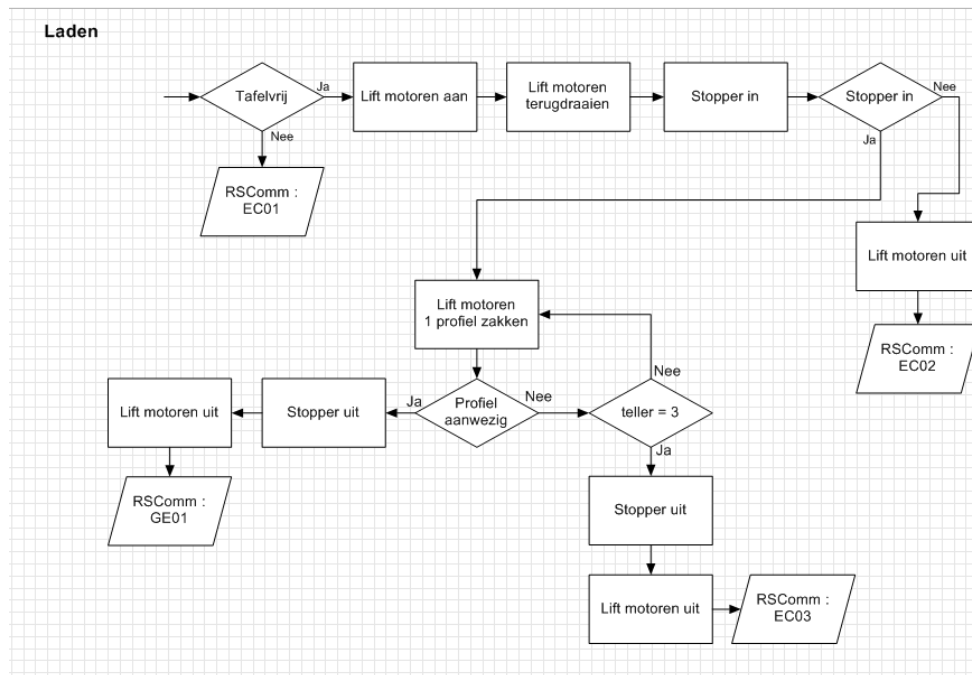 Laden
Tafelvrij
Ja
Nee
Lift motoren aan
Lift motoren
terugdraaien
Stopper in
Stopper in
Nee
Ja
RSComm :
EC01
Lift motoren uit
RSComm :
EC02
Lift motoren
1 profiel zakken
Nee
Profiel
aanwezig
Ja
Nee
teller = 3
Ja
Stopper uit
Lift motoren uit
RSComm :
GE01
Stopper uit
Lift motoren uit
RSComm :
EC03